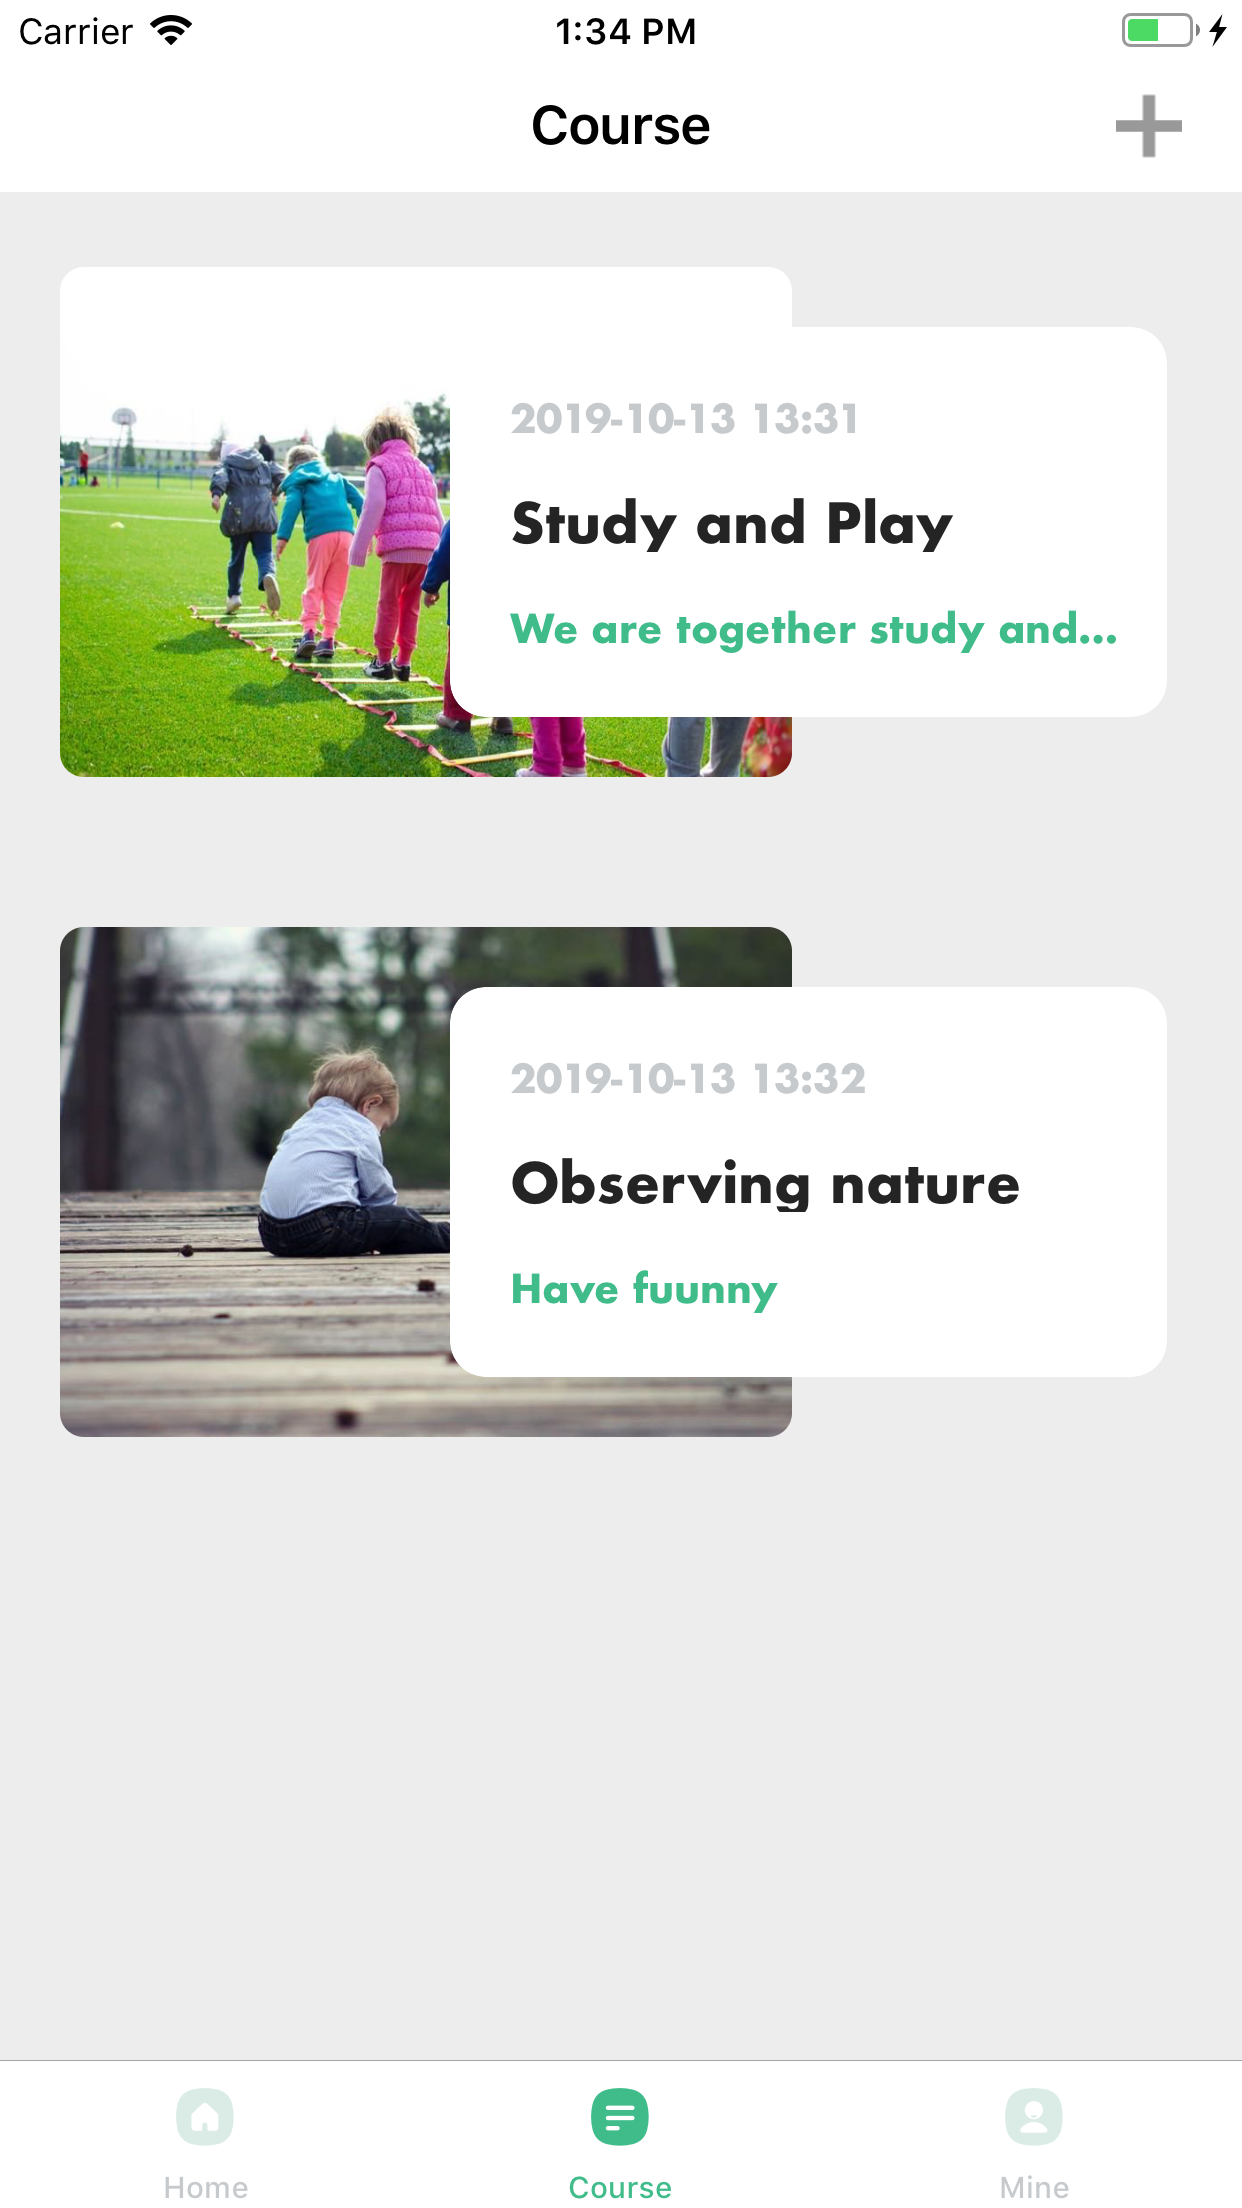 Carrier 1:34 PM
Course
2019-10-13 13:31
Study and Play
We are together study and...
2019-10-13 13:32
Observing nature
Have fuunny
Home Course Mine